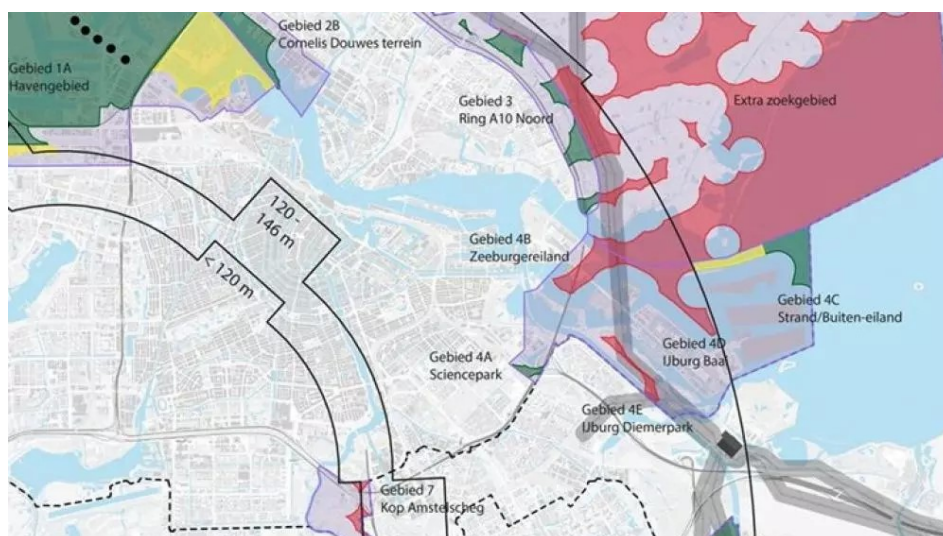 Gebied 2B
Cornelis Douwes terrein
Gebied 1A
Havengebied
Gebied 3
Ring A10 Noord
Extra zoekgebied
120 -
146 m
< 120 m
Gebied 4B
Zeeburgereiland
Gebied 4C
Strand/Buiten-eiland
Gebied 4A
Sciencepark
Gebied 4D
IJburg Baai
Gebied 4E
IJburg Diemerpark
Gebied 7
Kop Amstelscheg